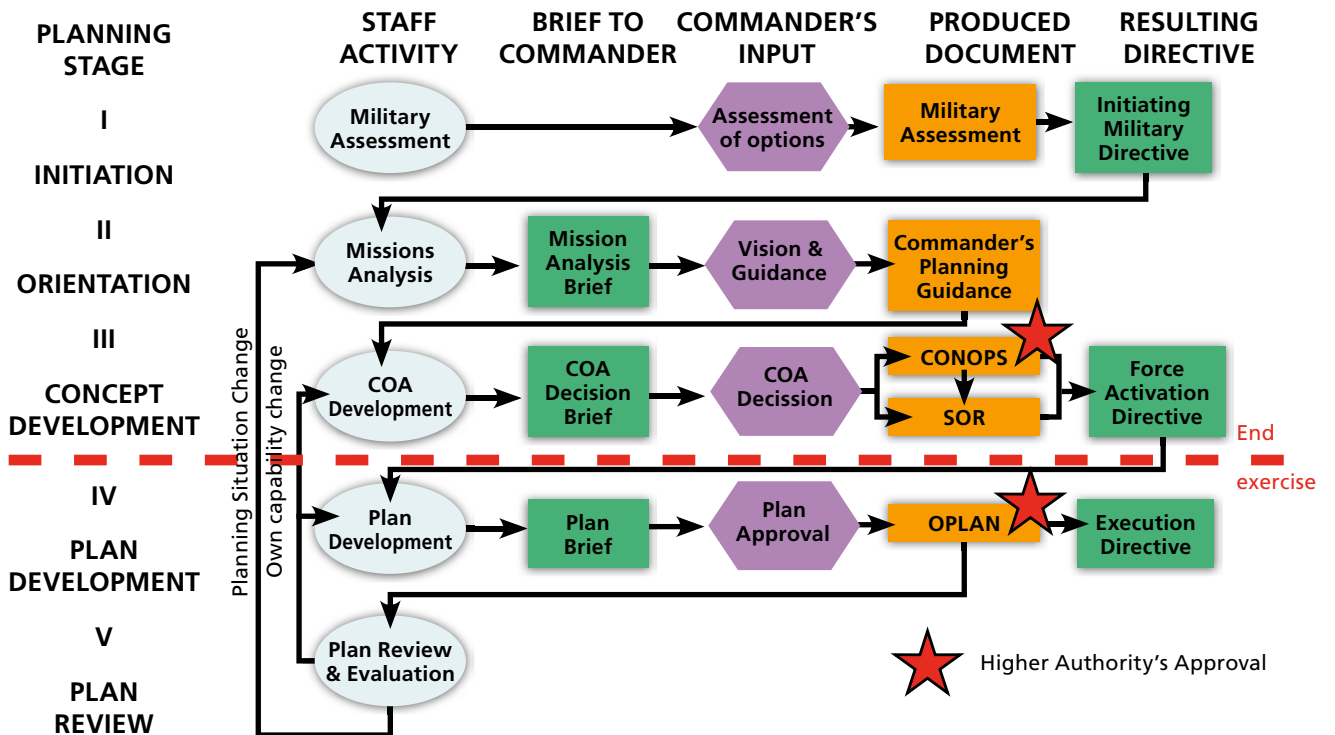 PLANNING
STAGE
STAFF
ACTIVITY
BRIEF TO
COMMANDER
COMMANDER’S
INPUT
PRODUCED
DOCUMENT
RESULTING
DIRECTIVE
I
INITIATION
Military
Assessment
Assessment
of options
Military
Assessment
Initiating
Military
Directive
II
ORIENTATION
Missions
Analysis
Mission
Analysis
Brief
Vision &
Guidance
Commander’s
Planning
Guidance
III
CONCEPT
DEVELOPMENT
COA
Development
COA
Decision
Brief
COA
Decission
CONOPS
SOR
Force
Activation
Directive
End
exercise
Planning Situation Change
Own capability change
IV
PLAN
DEVELOPMENT
Plan
Development
Plan
Brief
Plan
Approval
OPLAN
Execution
Directive
V
PLAN
REVIEW
Plan Review
& Evaluation
Higher Authority’s Approval